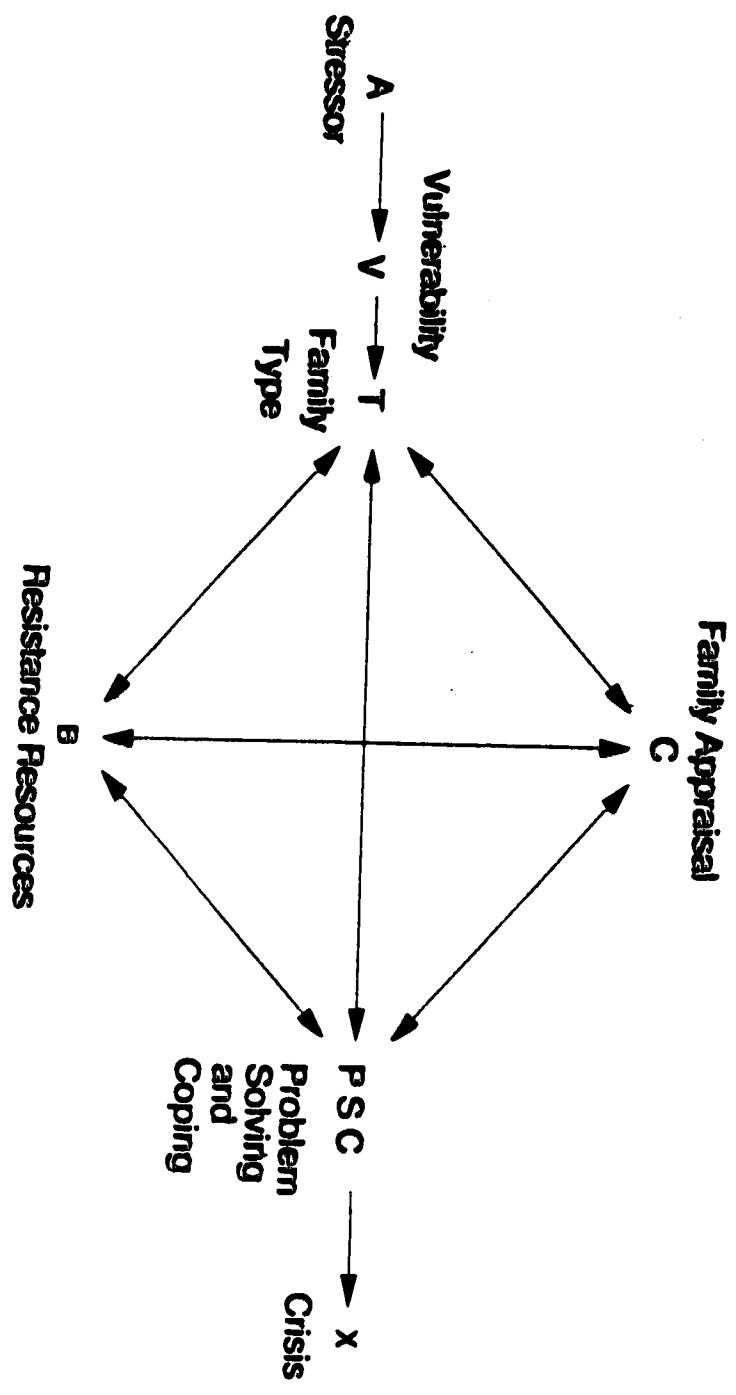 Family Appraisal
C
Vulnerability
A
V
T
P S C
X
Stressor
Family
Type
Problem
Solving
and
Coping
Crisis
B
Resistance Resources